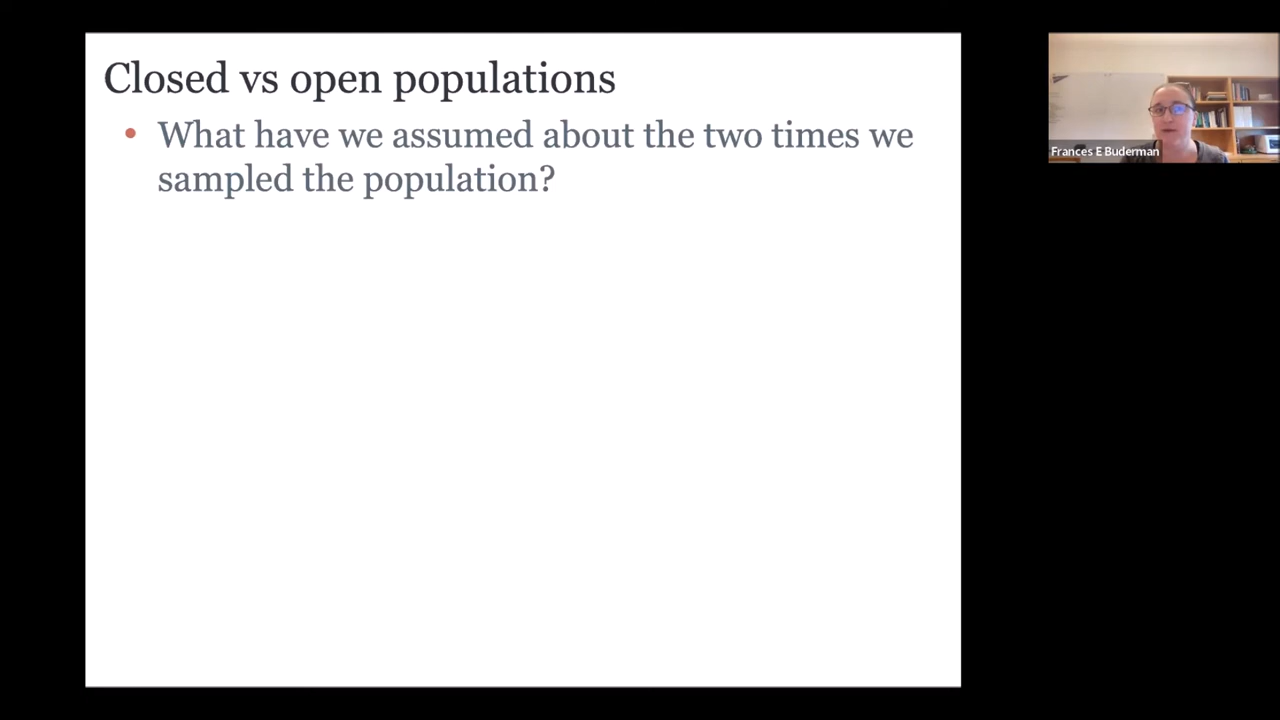 Closed vs open populations
• What have we assumed about the two times we
sampled the population?
Frances E Buderman